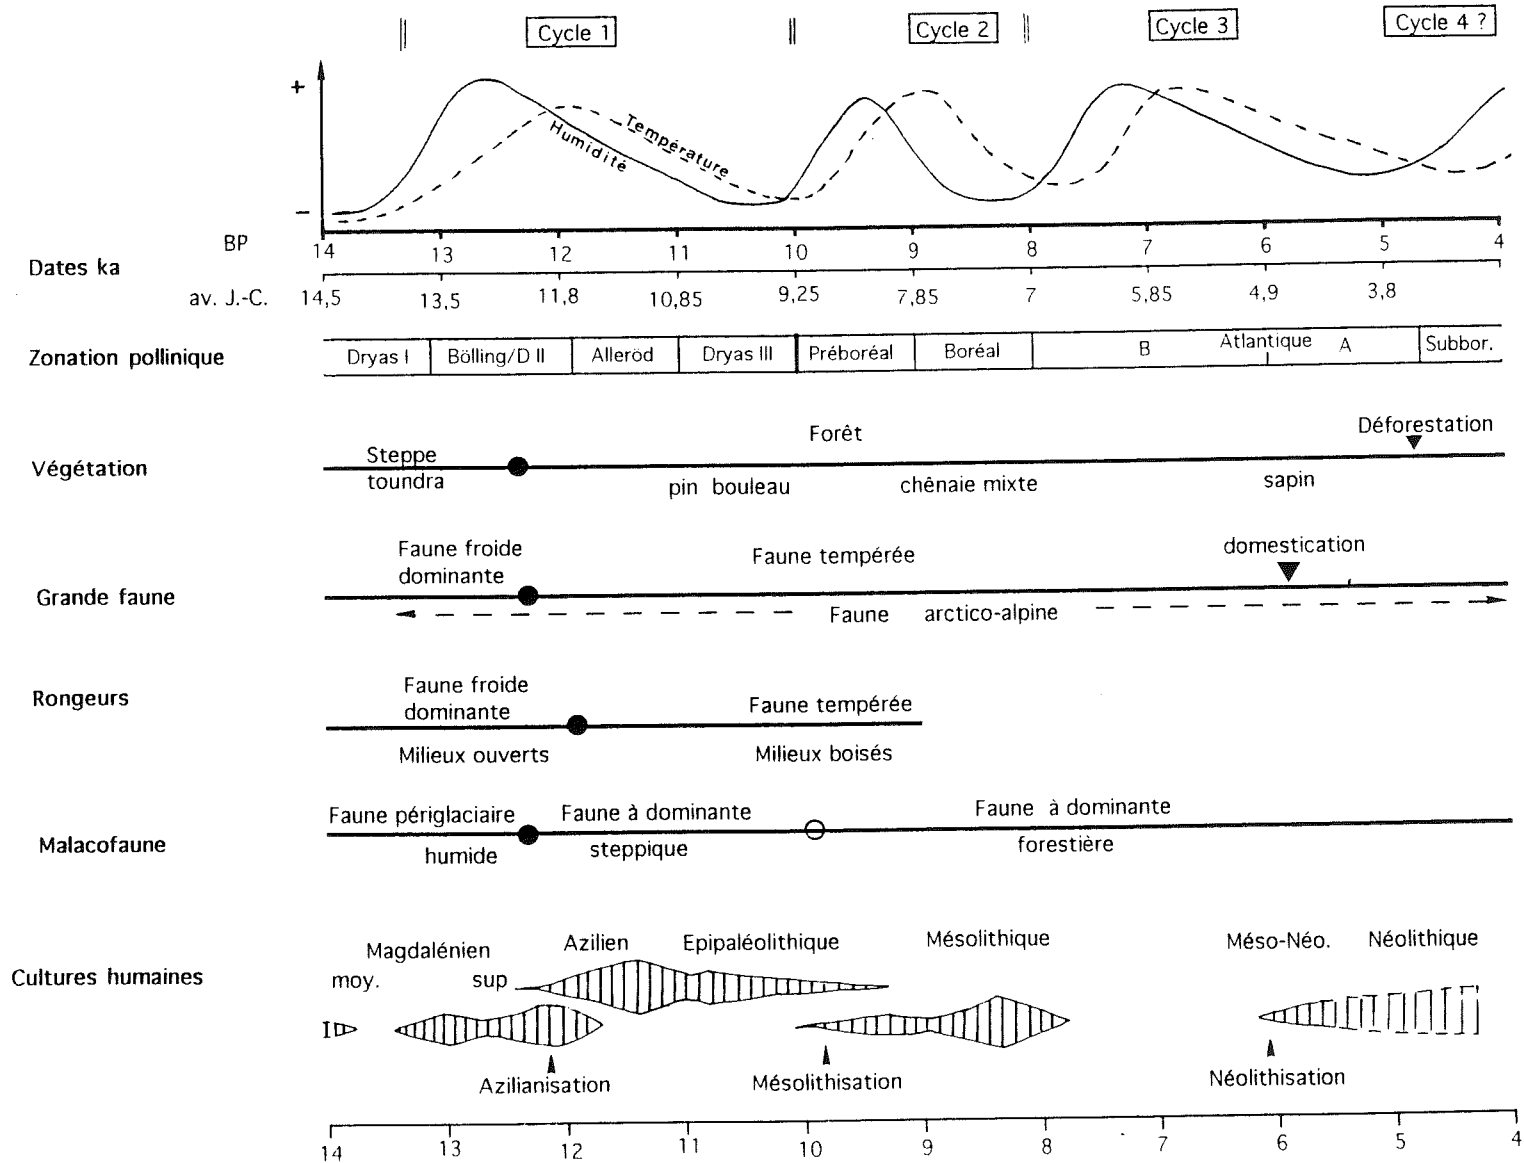 Cycle 1
Cycle 2
Cycle 3
Cycle 4 ?
+
Température
Humidité
–
BP
14 13 12 11 10 9 8 7 6 5 4
Dates ka
av. J.-C.
14,5 13,5 11,8 10,85 9,25 7,85 7 5,85 4,9 3,8
Zonation pollinique
Dryas I
Bölling/D II
Alleröd
Dryas III
Préboréal
Boréal
B
Atlantique
A
Subbor.
Déforestation
Forêt
Végétation
Steppe
toundra
pin bouleau
chênaie mixte
sapin
Faune froide
dominante
Faune tempérée
domestication
Grande faune
Faune arctico-alpine
Rongeurs
Faune froide
dominante
Faune tempérée
Milieux ouverts
Milieux boisés
Faune périglaciaire
Faune à dominante
Faune à dominante
Malacofaune
humide
steppique
forestière
Magdalénien
Azilien
Epipaléolithique
Mésolithique
Méso-Néo.
Néolithique
Cultures humaines
moy.
sup
Azilianisation
Mésolithisation
Néolithisation
14 13 12 11 10 9 8 7 6 5 4